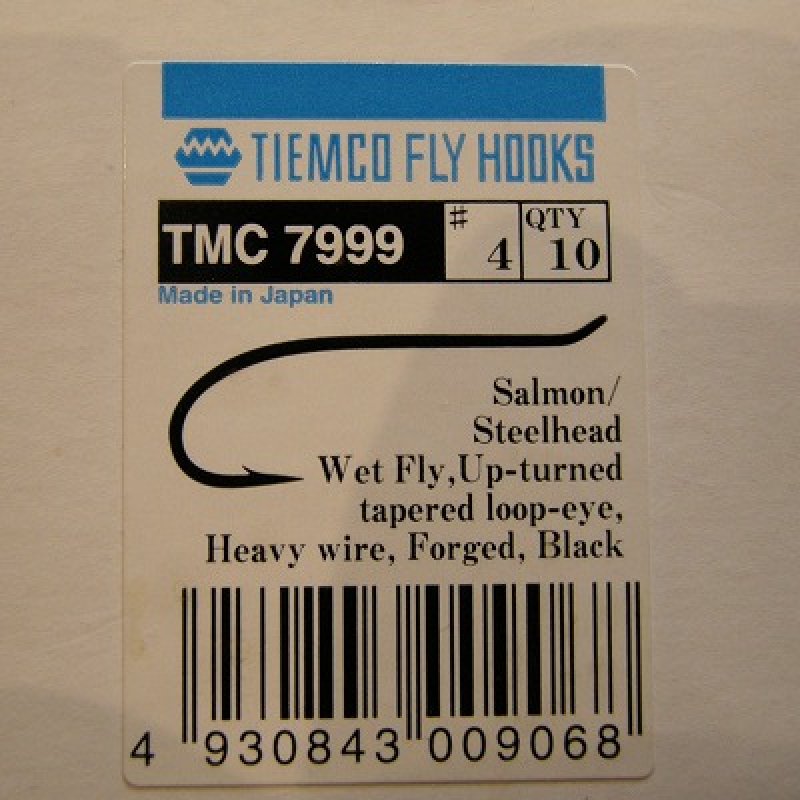 TIEMCO FLY HOOKS
TMC 7999 # 4 QTY 10
Made in Japan
Salmon/
Steelhead
Wet Fly,Up-turned
tapered loop-eye,
Heavy wire, Forged, Black
4 930843 009068